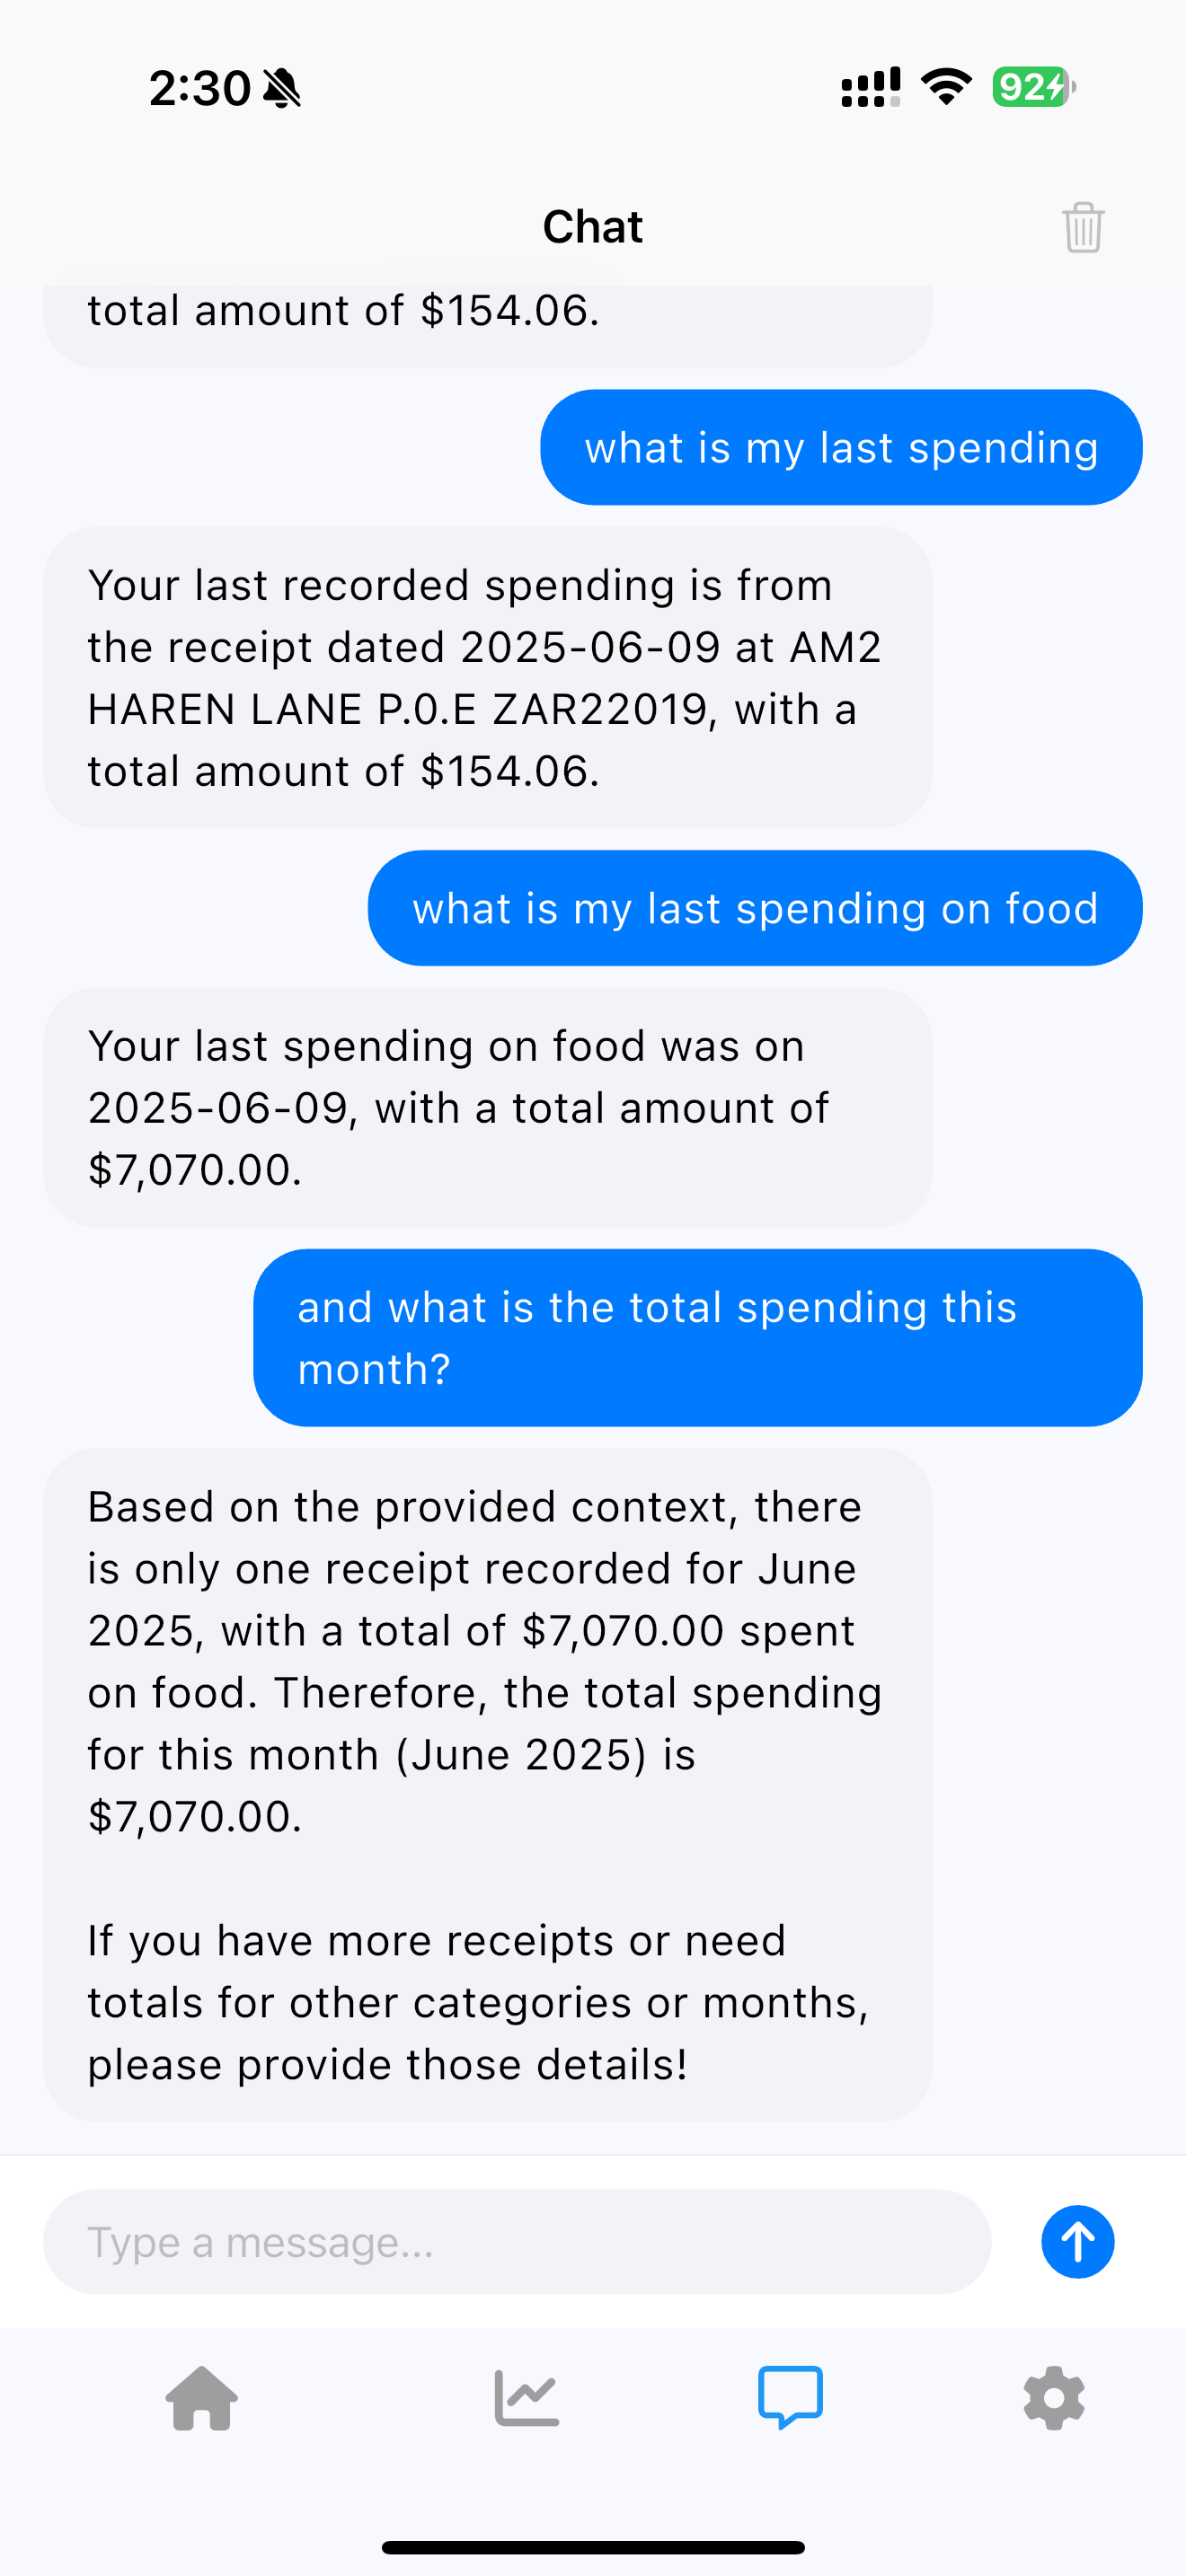 2:30
92
Chat
total amount of $154.06.
what is my last spending
Your last recorded spending is from
the receipt dated 2025-06-09 at AM2
HAREN LANE P.0.E ZAR22019, with a
total amount of $154.06.
what is my last spending on food
Your last spending on food was on
2025-06-09, with a total amount of
$7,070.00.
and what is the total spending this
month?
Based on the provided context, there
is only one receipt recorded for June
2025, with a total of $7,070.00 spent
on food. Therefore, the total spending
for this month (June 2025) is
$7,070.00.
If you have more receipts or need
totals for other categories or months,
please provide those details!
Type a message...